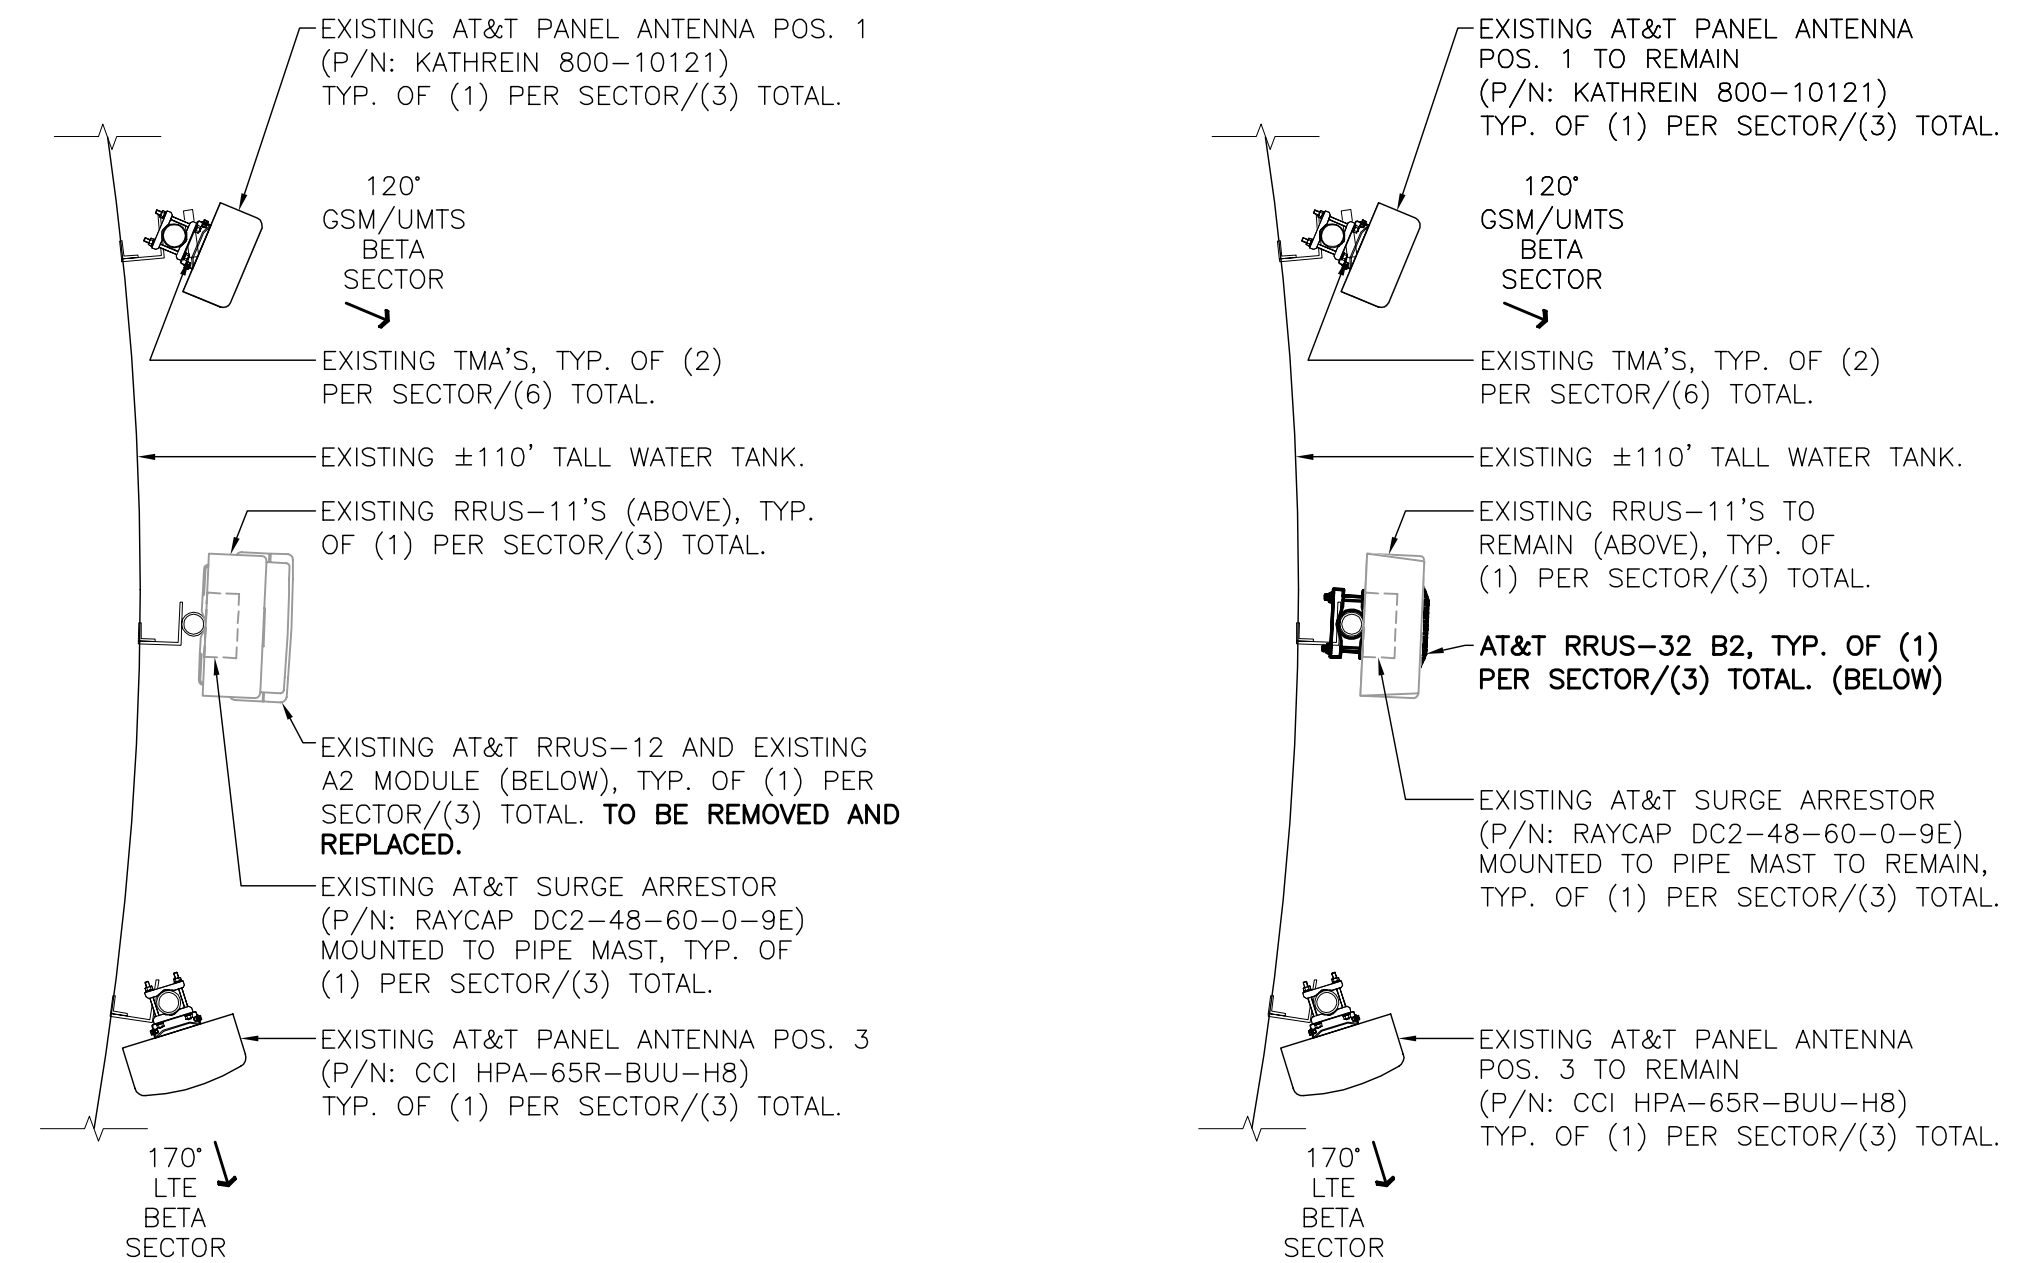 EXISTING AT&T PANEL ANTENNA POS. 1
(P/N: KATHREIN 800-10121)
TYP. OF (1) PER SECTOR/(3) TOTAL.
120°
GSM/UMTS
BETA
SECTOR
EXISTING TMA'S, TYP. OF (2)
PER SECTOR/(6) TOTAL.
EXISTING ±110' TALL WATER TANK.
EXISTING RRUS-11'S (ABOVE), TYP.
OF (1) PER SECTOR/(3) TOTAL.
EXISTING AT&T RRUS-12 AND EXISTING
A2 MODULE (BELOW), TYP. OF (1) PER
SECTOR/(3) TOTAL. TO BE REMOVED AND
REPLACED.
EXISTING AT&T SURGE ARRESTOR
(P/N: RAYCAP DC2-48-60-0-9E)
MOUNTED TO PIPE MAST, TYP. OF
(1) PER SECTOR/(3) TOTAL.
EXISTING AT&T PANEL ANTENNA POS. 3
(P/N: CCI HPA-65R-BUU-H8)
TYP. OF (1) PER SECTOR/(3) TOTAL.
170°
LTE
BETA
SECTOR
EXISTING AT&T PANEL ANTENNA
POS. 1 TO REMAIN
(P/N: KATHREIN 800-10121)
TYP. OF (1) PER SECTOR/(3) TOTAL.
120°
GSM/UMTS
BETA
SECTOR
EXISTING TMA'S, TYP. OF (2)
PER SECTOR/(6) TOTAL.
EXISTING ±110' TALL WATER TANK.
EXISTING RRUS-11'S TO
REMAIN (ABOVE), TYP. OF
(1) PER SECTOR/(3) TOTAL.
AT&T RRUS-32 B2, TYP. OF (1)
PER SECTOR/(3) TOTAL. (BELOW)
EXISTING AT&T SURGE ARRESTOR
(P/N: RAYCAP DC2-48-60-0-9E)
MOUNTED TO PIPE MAST TO REMAIN,
TYP. OF (1) PER SECTOR/(3) TOTAL.
EXISTING AT&T PANEL ANTENNA
POS. 3 TO REMAIN
(P/N: CCI HPA-65R-BUU-H8)
TYP. OF (1) PER SECTOR/(3) TOTAL.
170°
LTE
BETA
SECTOR